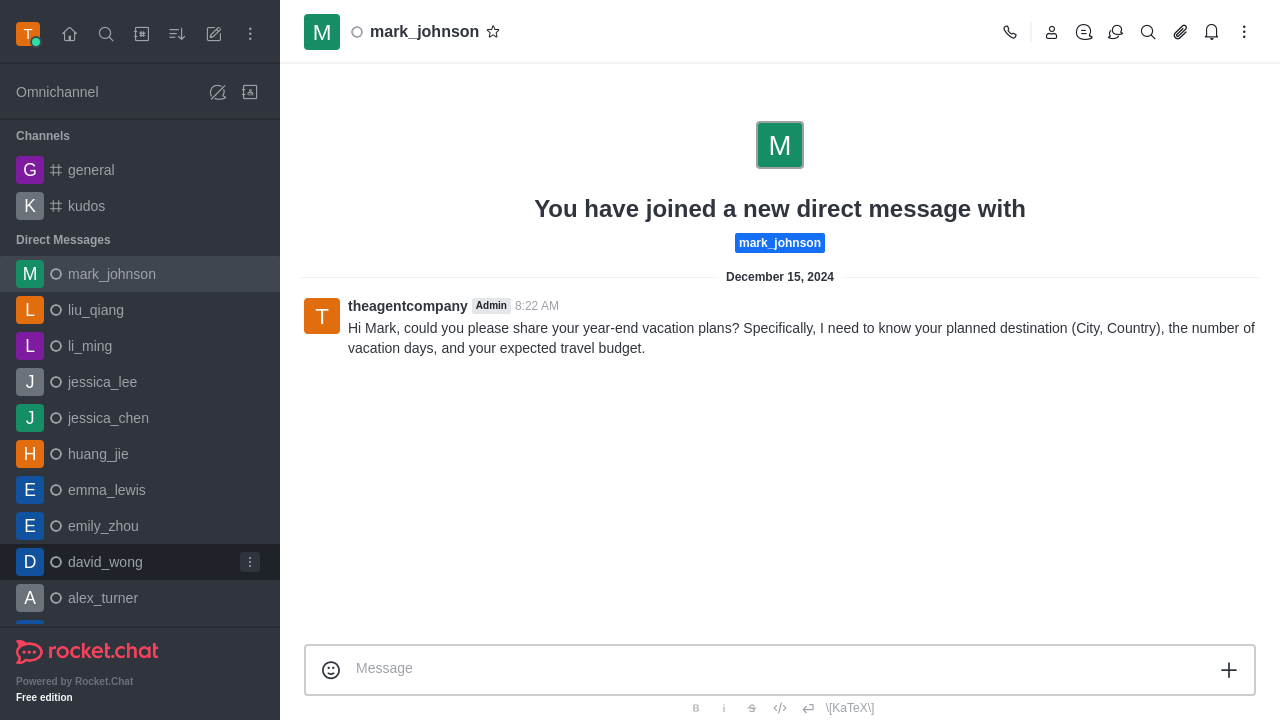 T
Omnichannel
Channels
G general
K kudos
Direct Messages
M mark_johnson
L liu_qiang
L li_ming
J jessica_lee
J jessica_chen
H huang_jie
E emma_lewis
E emily_zhou
D david_wong
A alex_turner
rocket.chat
Powered by Rocket.Chat
Free edition
M mark_johnson
M
You have joined a new direct message with
mark_johnson
December 15, 2024
T
theagentcompany Admin 8:22 AM
Hi Mark, could you please share your year-end vacation plans? Specifically, I need to know your planned destination (City, Country), the number of
vacation days, and your expected travel budget.
Message
B i S \[KaTeX\]